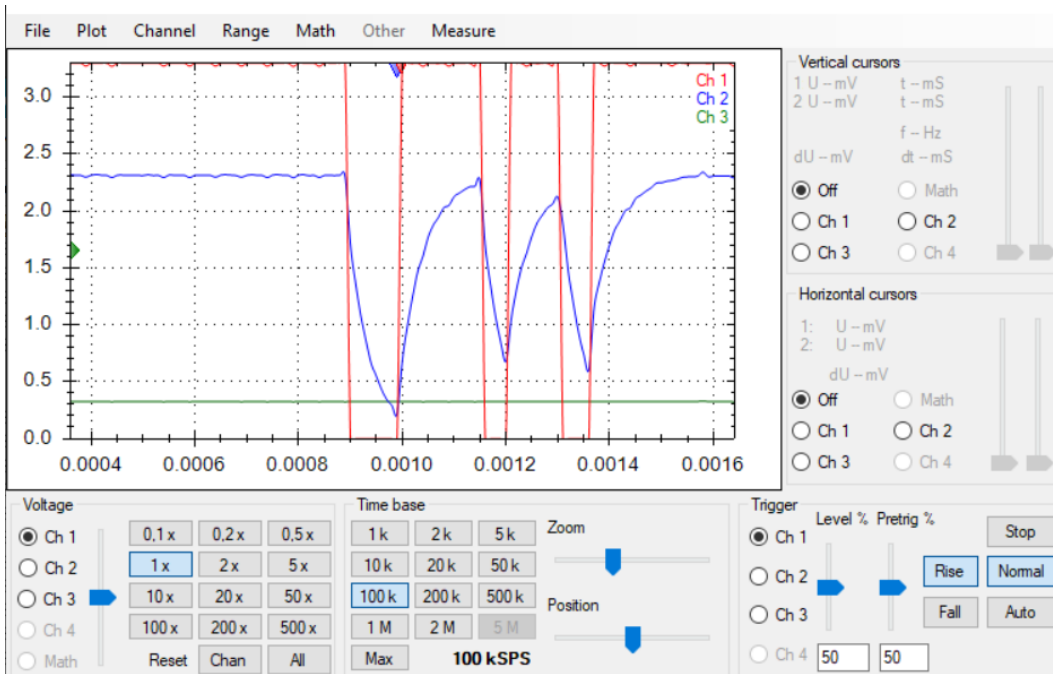 File Plot Channel Range Math Other Measure
Ch 1
Ch 2
Ch 3
3.0
2.5
2.0
1.5
1.0
0.5
0.0
0.0004 0.0006 0.0008 0.0010 0.0012 0.0014 0.0016
Vertical cursors
1 U -- mV t -- mS
2 U -- mV t -- mS
f -- Hz
dU -- mV dt -- mS
Off Math
Ch 1 Ch 2
Ch 3 Ch 4
Horizontal cursors
1: U -- mV
2: U -- mV
dU -- mV
Off Math
Ch 1 Ch 2
Ch 3 Ch 4
Voltage
Ch 1
Ch 2
Ch 3
Ch 4
Math
0,1 x 0,2 x 0,5 x
1 x 2 x 5 x
10 x 20 x 50 x
100 x 200 x 500 x
Reset Chan All
Time base
1 k 2 k 5 k
10 k 20 k 50 k
100 k 200 k 500 k
1 M 2 M 5 M
Max 100 kSPS
Zoom
Position
Trigger
Ch 1
Ch 2
Ch 3
Ch 4
Level % Pretrig %
50 50
Stop
Rise Normal
Fall Auto